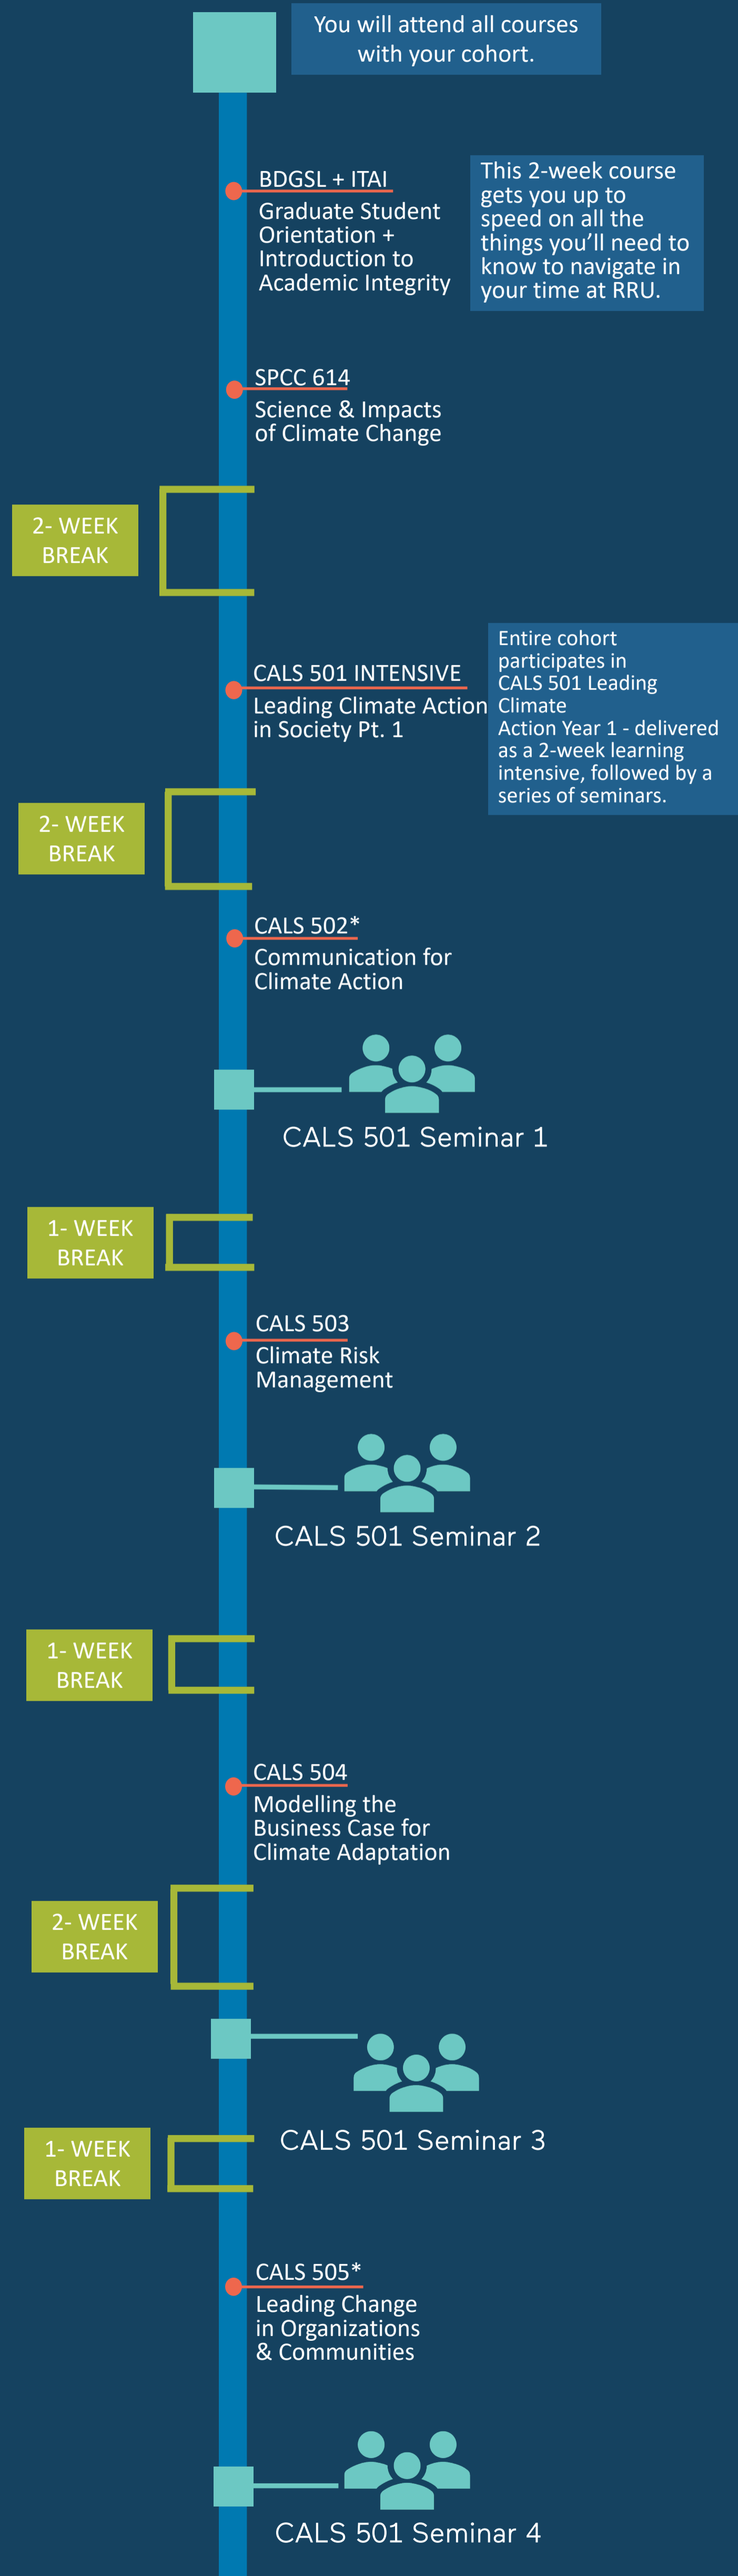 You will attend all courses
with your cohort.
BDGSL + ITAI
Graduate Student
Orientation +
Introduction to
Academic Integrity
This 2-week course
gets you up to
speed on all the
things you'll need to
know to navigate in
your time at RRU.
SPCC 614
Science & Impacts
of Climate Change
2- WEEK
BREAK
CALS 501 INTENSIVE
Leading Climate Action
in Society Pt. 1
Entire cohort
participates in
CALS 501 Leading
Climate
Action Year 1 - delivered
as a 2-week learning
intensive, followed by a
series of seminars.
2- WEEK
BREAK
CALS 502*
Communication for
Climate Action
CALS 501 Seminar 1
1- WEEK
BREAK
CALS 503
Climate Risk
Management
CALS 501 Seminar 2
1- WEEK
BREAK
CALS 504
Modelling the
Business Case for
Climate Adaptation
2- WEEK
BREAK
CALS 501 Seminar 3
1- WEEK
BREAK
CALS 505*
Leading Change
in Organizations
& Communities
CALS 501 Seminar 4